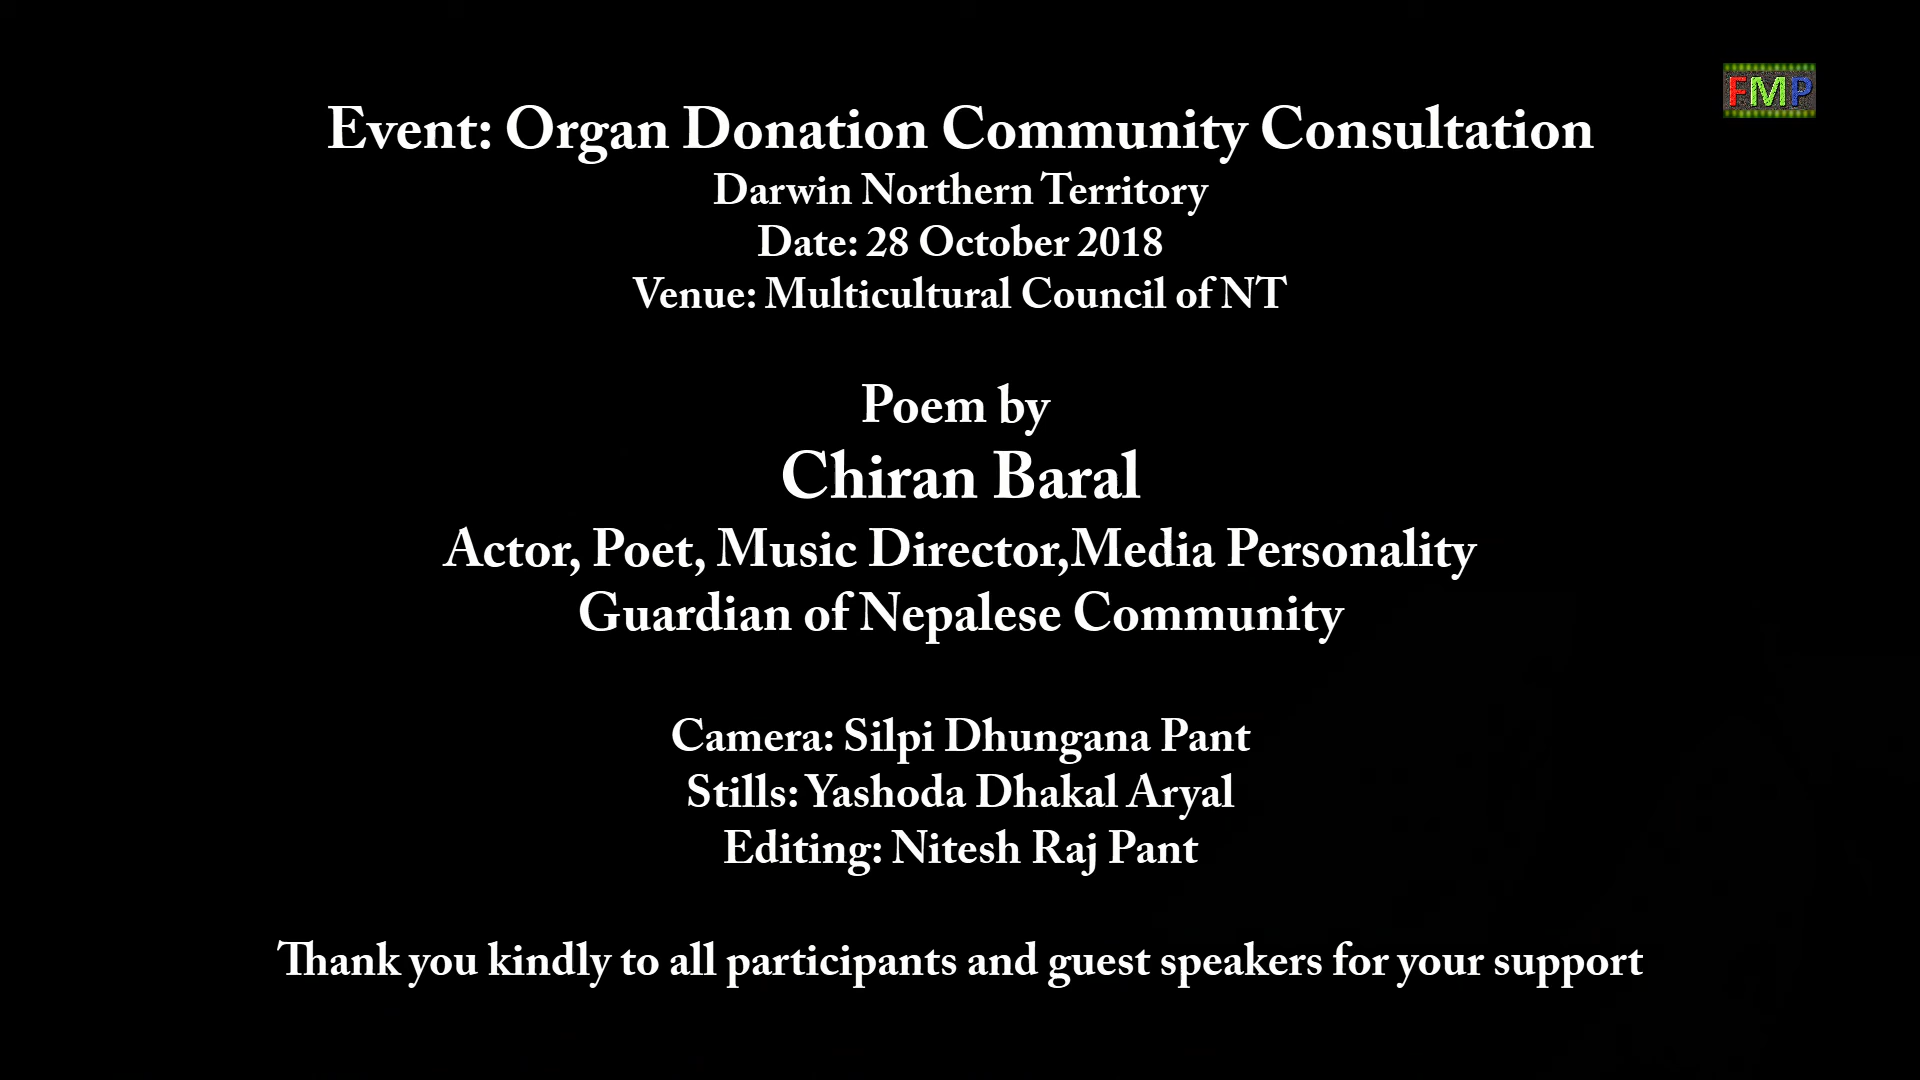 FMP
Event: Organ Donation Community Consultation
Darwin Northern Territory
Date: 28 October 2018
Venue: Multicultural Council of NT
Poem by
Chiran Baral
Actor, Poet, Music Director,Media Personality
Guardian of Nepalese Community
Camera: Silpi Dhungana Pant
Stills: Yashoda Dhakal Aryal
Editing: Nitesh Raj Pant
Thank you kindly to all participants and guest speakers for your support